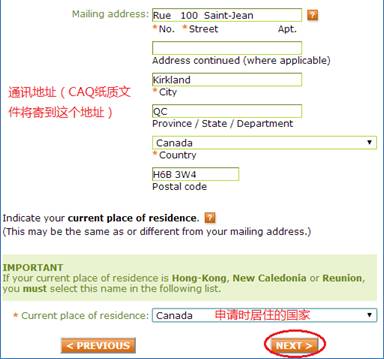 Mailing address: Rue 100 Saint-Jean ?
*No. *Street Apt.
Address continued (where applicable)
Kirkland
*City
通讯地址（CAQ纸质文
件将寄到这个地址）
QC
Province / State / Department
Canada
*Country
H6B 3W4
Postal code
Indicate your current place of residence. ?
(This may be the same as or different from your mailing address.)
IMPORTANT
If your current place of residence is Hong-Kong, New Caledonia or Reunion,
you must select this name in the following list.
* Current place of residence: Canada 申请时居住的国家
< PREVIOUS NEXT >